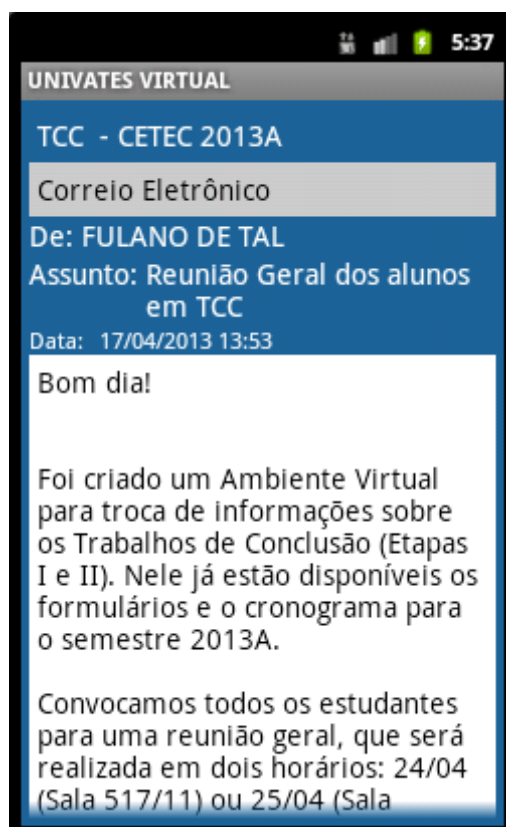 5:37
UNIVATES VIRTUAL
TCC - CETEC 2013A
Correio Eletrônico
De: FULANO DE TAL
Assunto: Reunião Geral dos alunos
em TCC
Data: 17/04/2013 13:53
Bom dia!
Foi criado um Ambiente Virtual
para troca de informações sobre
os Trabalhos de Conclusão (Etapas
I e II). Nele já estão disponíveis os
formulários e o cronograma para
o semestre 2013A.
Convocamos todos os estudantes
para uma reunião geral, que será
realizada em dois horários: 24/04
(Sala 517/11) ou 25/04 (Sala